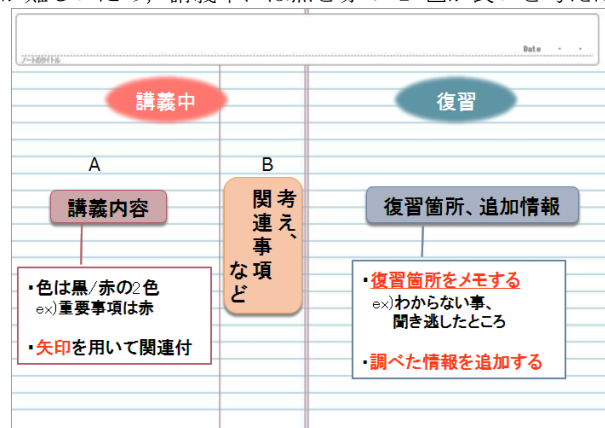 Date ・ ・
ノートのタイトル
講義中
復習
A
B
講義内容
考え、
関連事項
など
復習箇所、追加情報
・色は黒/赤の2色
ex)重要事項は赤
・矢印を用いて関連付
・復習箇所をメモする
ex)わからない事、
聞き逃したところ
・調べた情報を追加する